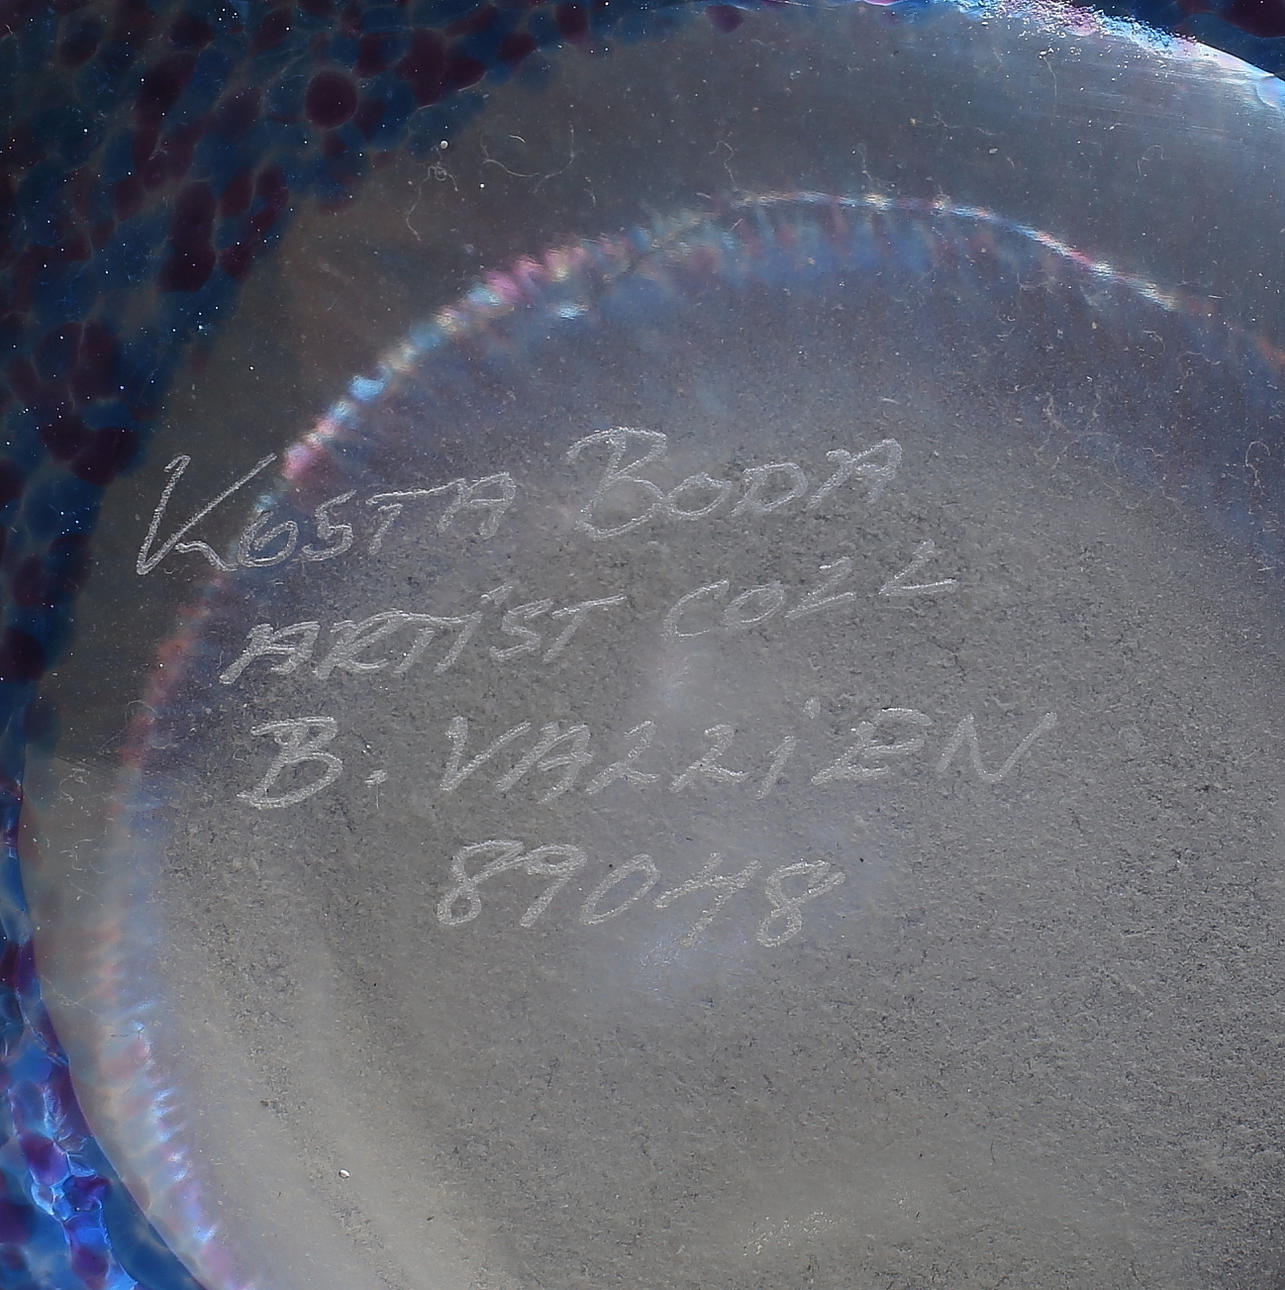 KOSTA BODA
ARTiST COLL
B. VALLiEN
89048